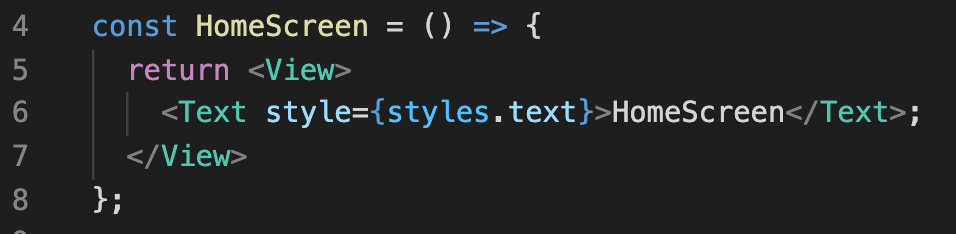 4 const HomeScreen = () => {
5 return <View>
6 <Text style={styles.text}>HomeScreen</Text>;
7 </View>
8 };